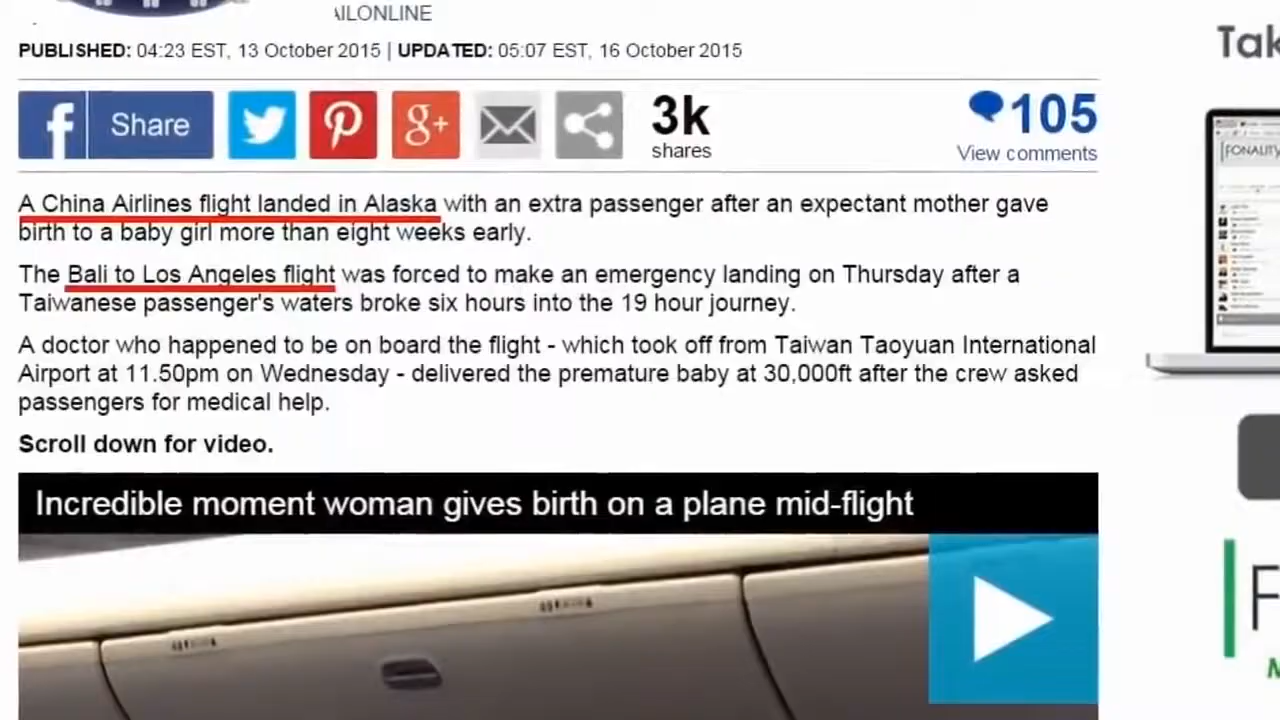 AILONLINE
PUBLISHED: 04:23 EST, 13 October 2015 | UPDATED: 05:07 EST, 16 October 2015
Share
3k
shares
105
View comments
A China Airlines flight landed in Alaska with an extra passenger after an expectant mother gave
birth to a baby girl more than eight weeks early.
The Bali to Los Angeles flight was forced to make an emergency landing on Thursday after a
Taiwanese passenger's waters broke six hours into the 19 hour journey.
A doctor who happened to be on board the flight - which took off from Taiwan Taoyuan International
Airport at 11.50pm on Wednesday - delivered the premature baby at 30,000ft after the crew asked
passengers for medical help.
Scroll down for video.
Incredible moment woman gives birth on a plane mid-flight
Tak
FONALITY
F
M